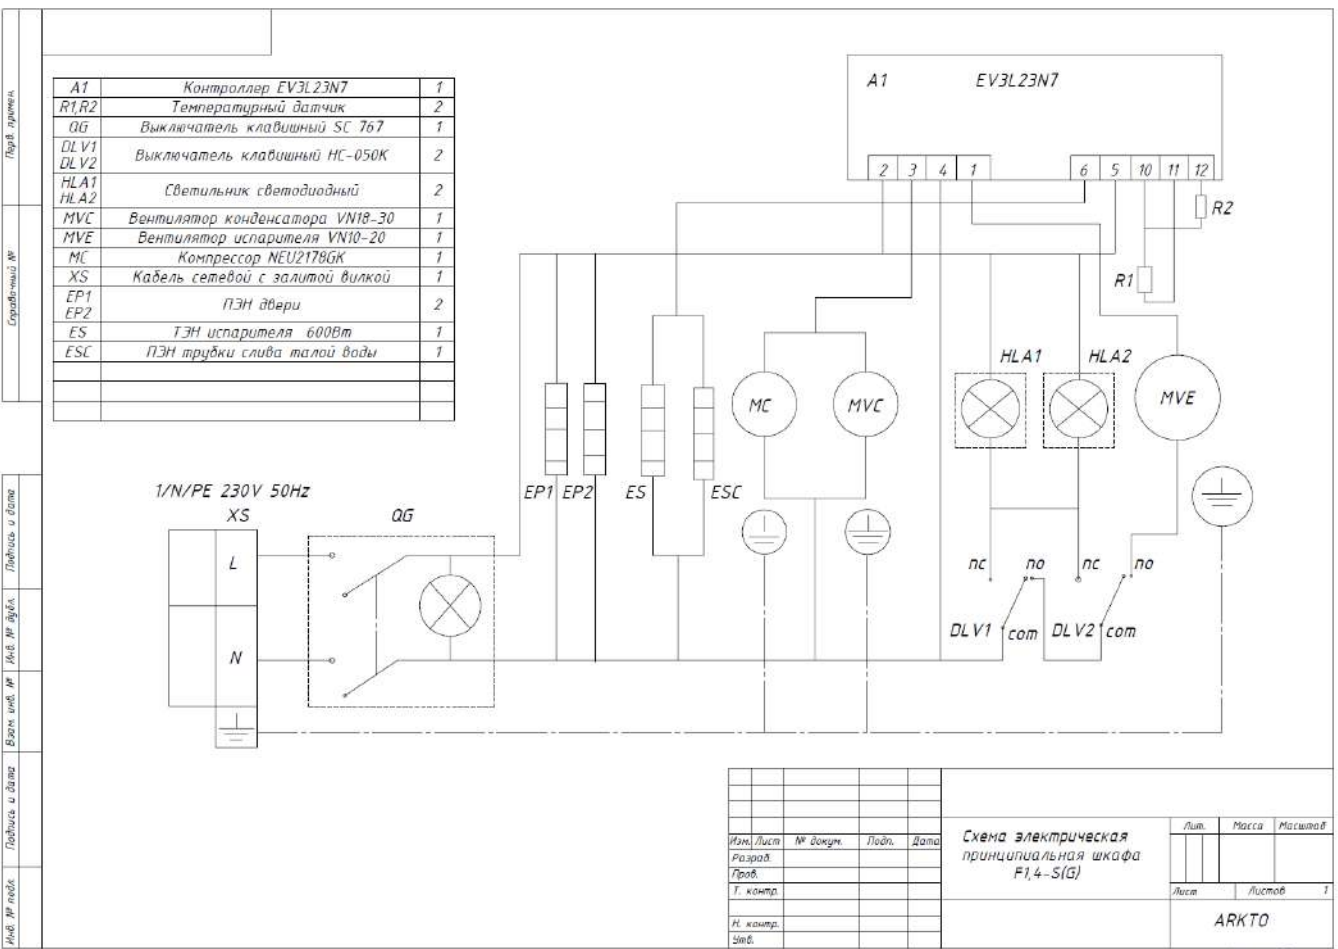 Перв. примен.
Справочный №
Подпись и дата
Инв. № дубл.
Взам. инв. №
Подпись и дата
Инв. № подл.
A1 Контроллер EV3L23N7 1
R1,R2 Температурный датчик 2
QG Выключатель клавишный SC 767 1
DLV1
DLV2 Выключатель клавишный HC-050K 2
HLA1
HLA2 Светильник светодиодный 2
MVC Вентилятор конденсатора VN18-30 1
MVE Вентилятор испарителя VN10-20 1
MC Компрессор NEU2178GK 1
XS Кабель сетевой с залитой вилкой 1
EP1
EP2 ПЭН двери 2
ES ТЭН испарителя 600Вт 1
ESC ПЭН трубки слива талой воды 1
A1 EV3L23N7
2 3 4 1 6 5 10 11 12
R2
R1
HLA1 HLA2
MC MVC MVE
EP1 EP2 ES ESC
1/N/PE 230V 50Hz
XS QG
L
N
nc no nc no
DLV1 com DLV2 com
Изм. Лист № докум. Подп. Дата
Разраб.
Пров.
Т. контр.
Н. контр.
Утв.
Схема электрическая
принципиальная шкафа
F1,4-S(G)
Лит. Масса Масштаб
Лист Листов 1
ARKTO